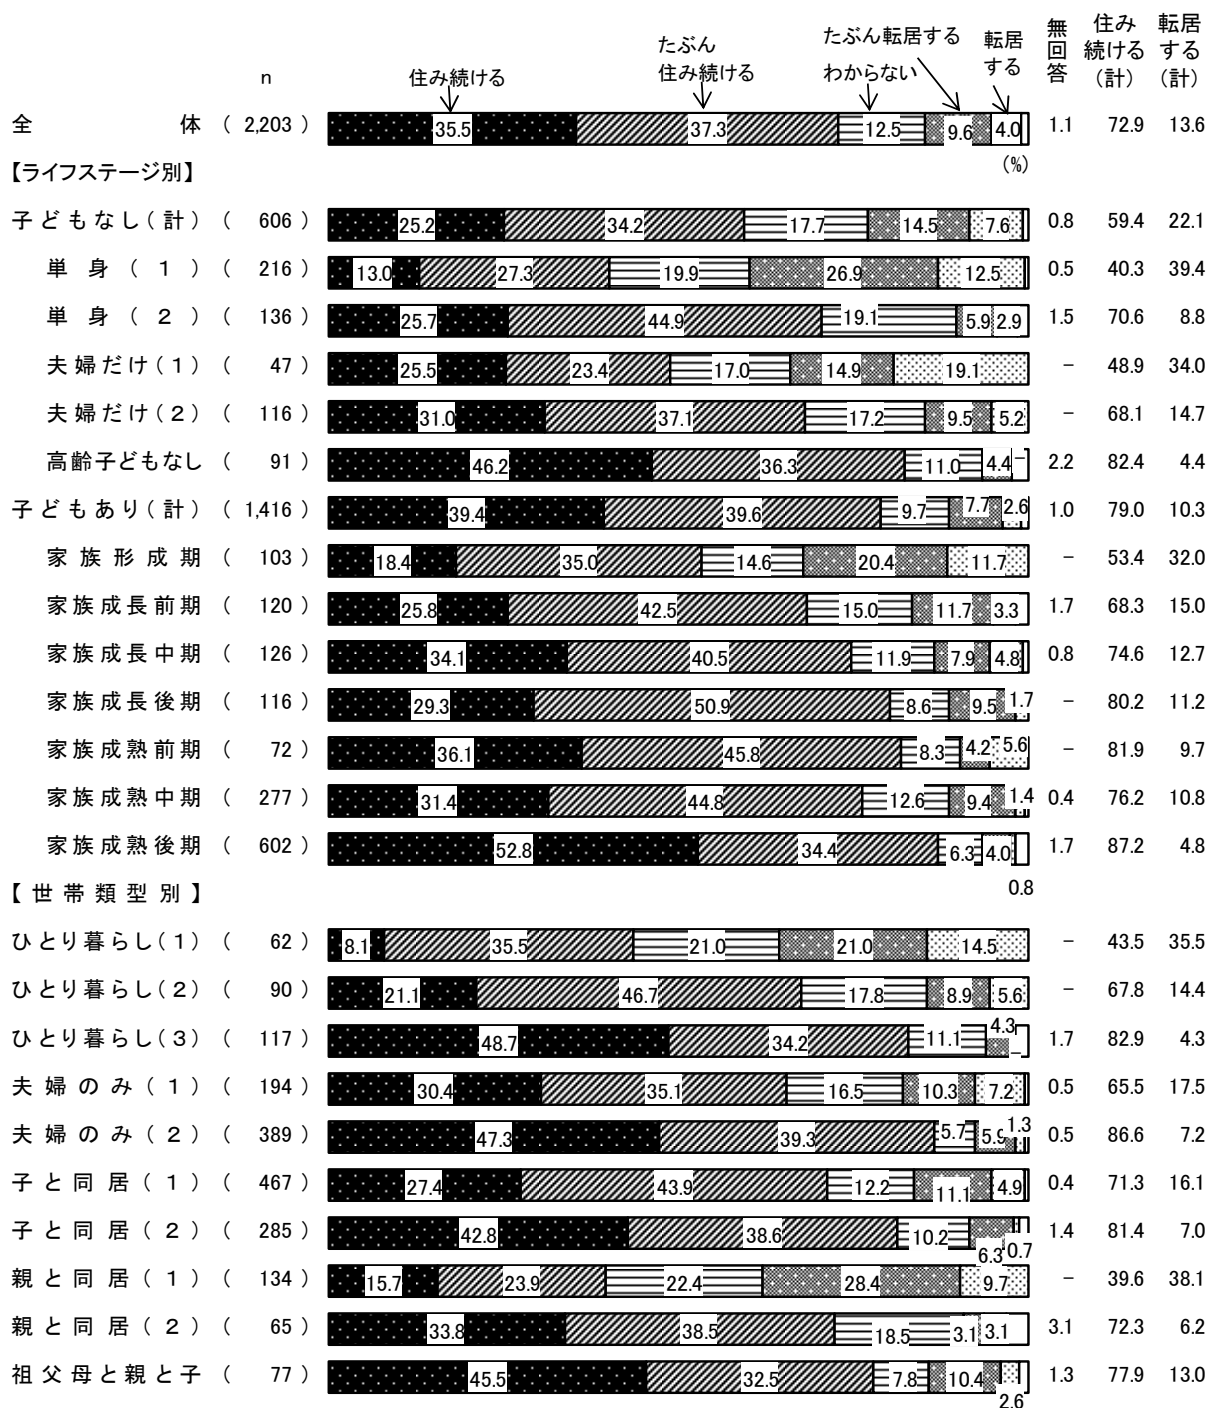 住み続ける
たぶん
住み続ける
わからない
たぶん転居する
転居
する
無回答
住み
続ける
(計)
転居
する
(計)
n
全体 ( 2,203 ) 35.5 37.3 12.5 9.6 4.0 1.1 72.9 13.6
(%)
【ライフステージ別】
子どもなし(計) ( 606 ) 25.2 34.2 17.7 14.5 7.6 0.8 59.4 22.1
単身(1) ( 216 ) 13.0 27.3 19.9 26.9 12.5 0.5 40.3 39.4
単身(2) ( 136 ) 25.7 44.9 19.1 5.9 2.9 1.5 70.6 8.8
夫婦だけ(1) ( 47 ) 25.5 23.4 17.0 14.9 19.1 − 48.9 34.0
夫婦だけ(2) ( 116 ) 31.0 37.1 17.2 9.5 5.2 − 68.1 14.7
高齢子どもなし ( 91 ) 46.2 36.3 11.0 4.4 − 2.2 82.4 4.4
子どもあり(計) ( 1,416 ) 39.4 39.6 9.7 7.7 2.6 1.0 79.0 10.3
家族形成期 ( 103 ) 18.4 35.0 14.6 20.4 11.7 − 53.4 32.0
家族成長前期 ( 120 ) 25.8 42.5 15.0 11.7 3.3 1.7 68.3 15.0
家族成長中期 ( 126 ) 34.1 40.5 11.9 7.9 4.8 0.8 74.6 12.7
家族成長後期 ( 116 ) 29.3 50.9 8.6 9.5 1.7 − 80.2 11.2
家族成熟前期 ( 72 ) 36.1 45.8 8.3 4.2 5.6 − 81.9 9.7
家族成熟中期 ( 277 ) 31.4 44.8 12.6 9.4 1.4 0.4 76.2 10.8
家族成熟後期 ( 602 ) 52.8 34.4 6.3 4.0 0.8 1.7 87.2 4.8
【世帯類型別】
ひとり暮らし(1) ( 62 ) 8.1 35.5 21.0 21.0 14.5 − 43.5 35.5
ひとり暮らし(2) ( 90 ) 21.1 46.7 17.8 8.9 5.6 − 67.8 14.4
ひとり暮らし(3) ( 117 ) 48.7 34.2 11.1 4.3 − 1.7 82.9 4.3
夫婦のみ(1) ( 194 ) 30.4 35.1 16.5 10.3 7.2 0.5 65.5 17.5
夫婦のみ(2) ( 389 ) 47.3 39.3 5.7 5.9 1.3 0.5 86.6 7.2
子と同居(1) ( 467 ) 27.4 43.9 12.2 11.1 4.9 0.4 71.3 16.1
子と同居(2) ( 285 ) 42.8 38.6 10.2 6.3 0.7 1.4 81.4 7.0
親と同居(1) ( 134 ) 15.7 23.9 22.4 28.4 9.7 − 39.6 38.1
親と同居(2) ( 65 ) 33.8 38.5 18.5 3.1 3.1 3.1 72.3 6.2
祖父母と親と子 ( 77 ) 45.5 32.5 7.8 10.4 2.6 1.3 77.9 13.0